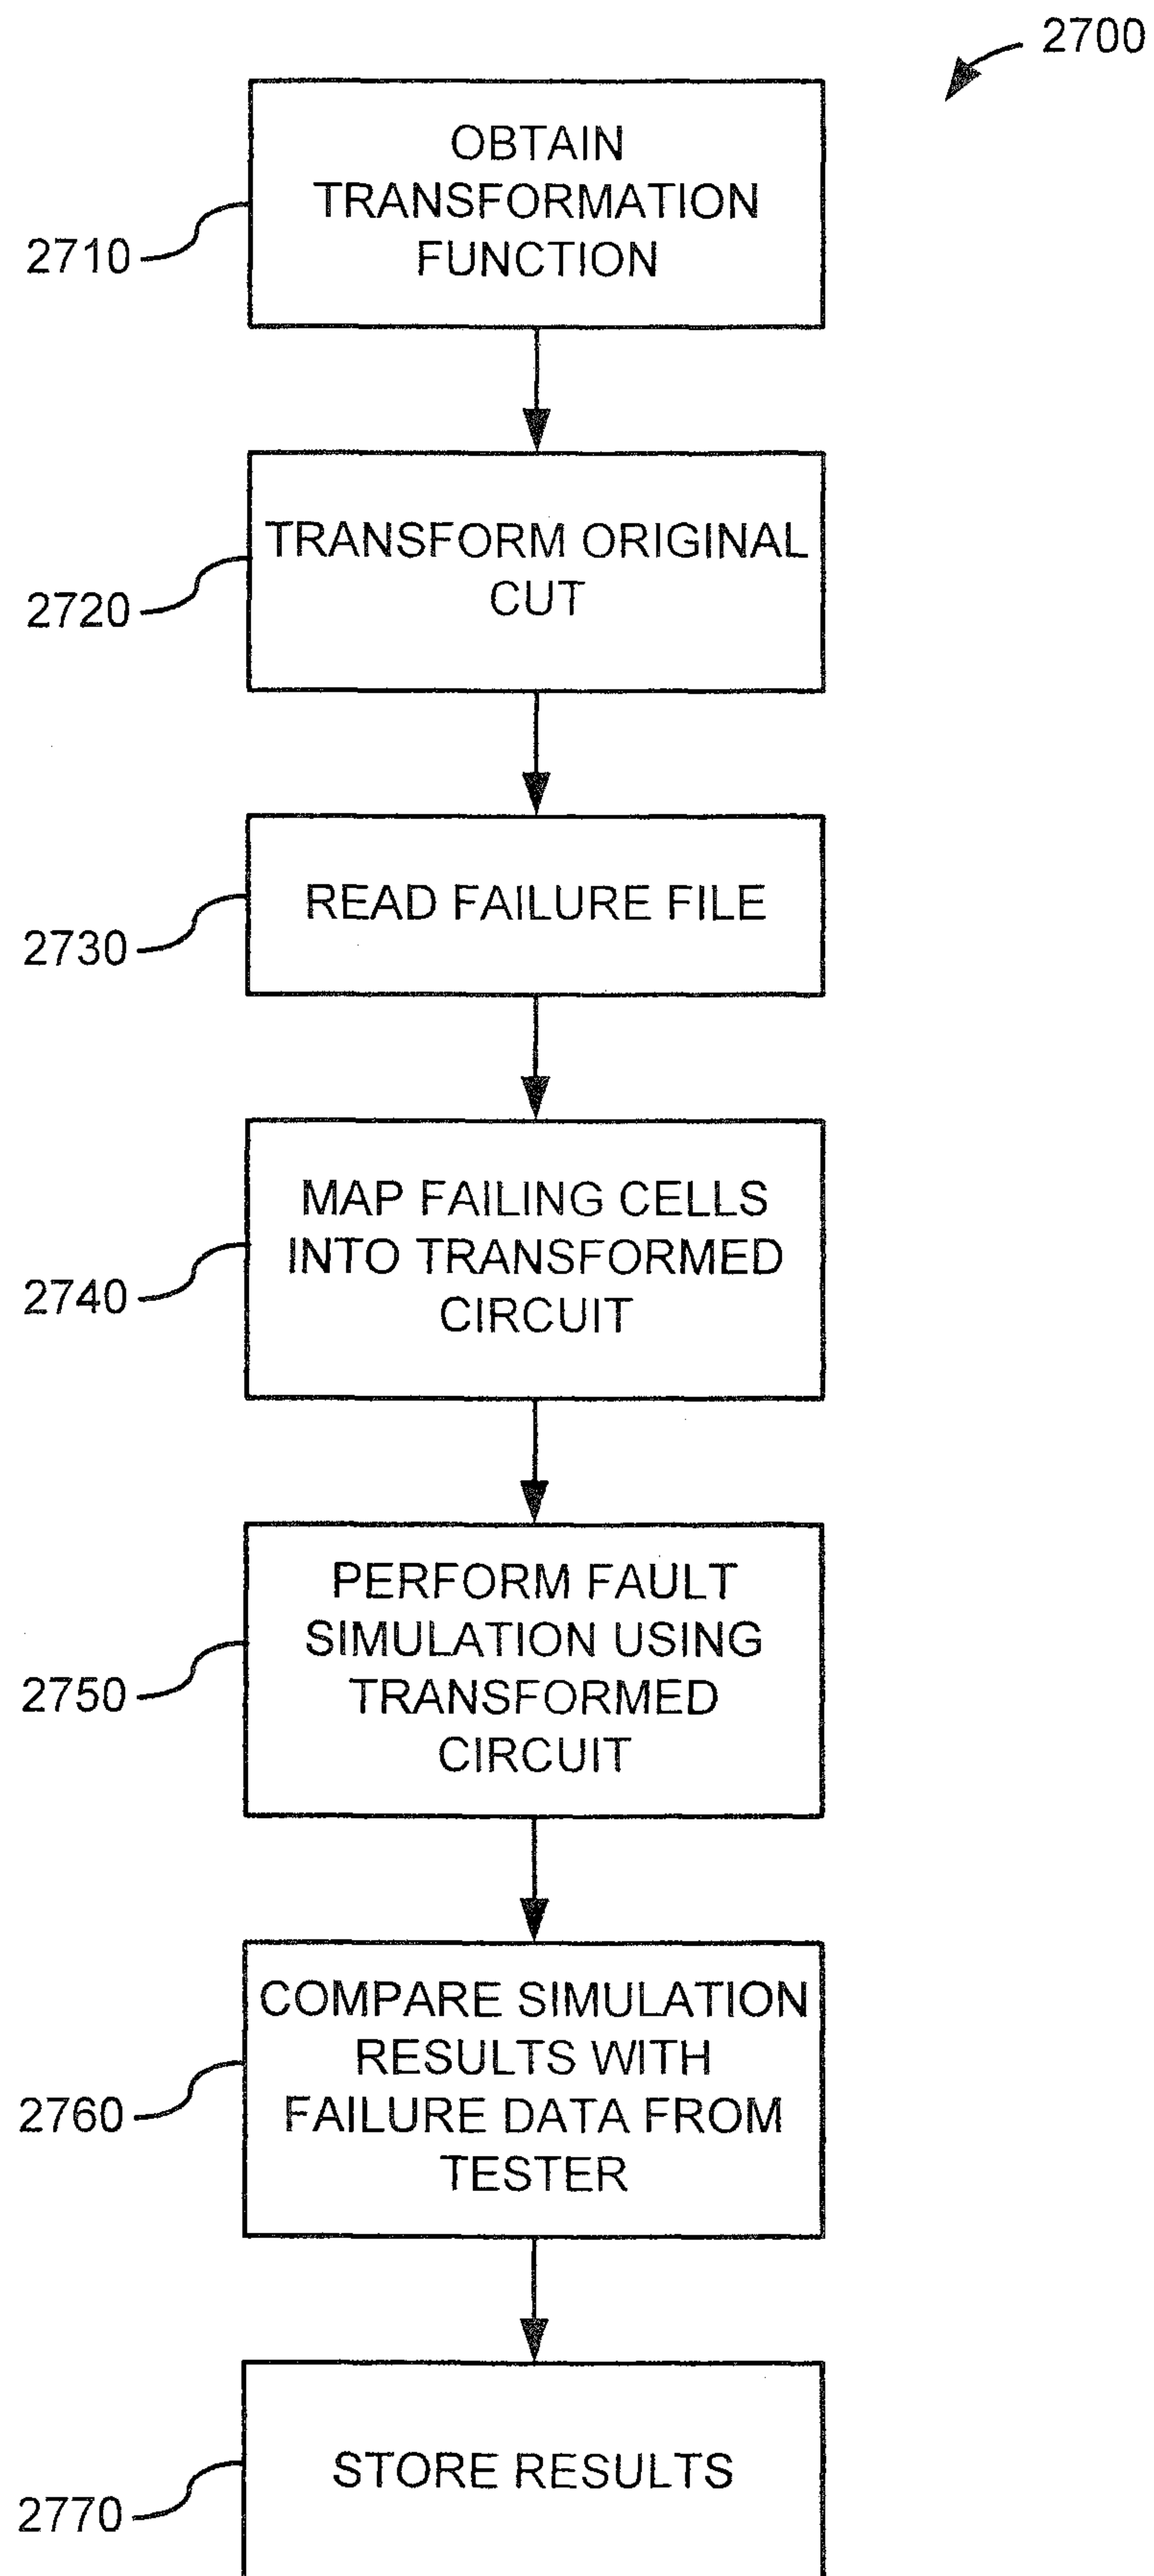 2700
OBTAIN
TRANSFORMATION
FUNCTION
2710
TRANSFORM ORIGINAL
CUT
2720
READ FAILURE FILE
2730
MAP FAILING CELLS
INTO TRANSFORMED
CIRCUIT
2740
PERFORM FAULT
SIMULATION USING
TRANSFORMED
CIRCUIT
2750
COMPARE SIMULATION
RESULTS WITH
FAILURE DATA FROM
TESTER
2760
STORE RESULTS
2770